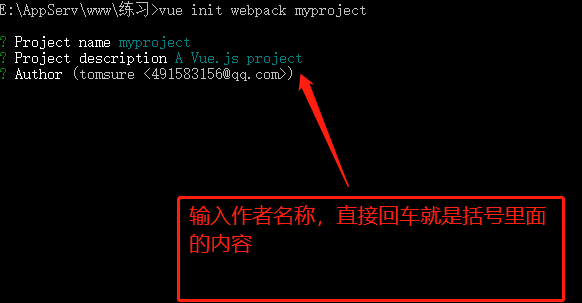 E:\AppServ\www\练习>vue init webpack myproject
? Project name myproject
? Project description A Vue.js project
? Author (tomsure <491583156@qq.com>)
输入作者名称，直接回车就是括号里面
的内容